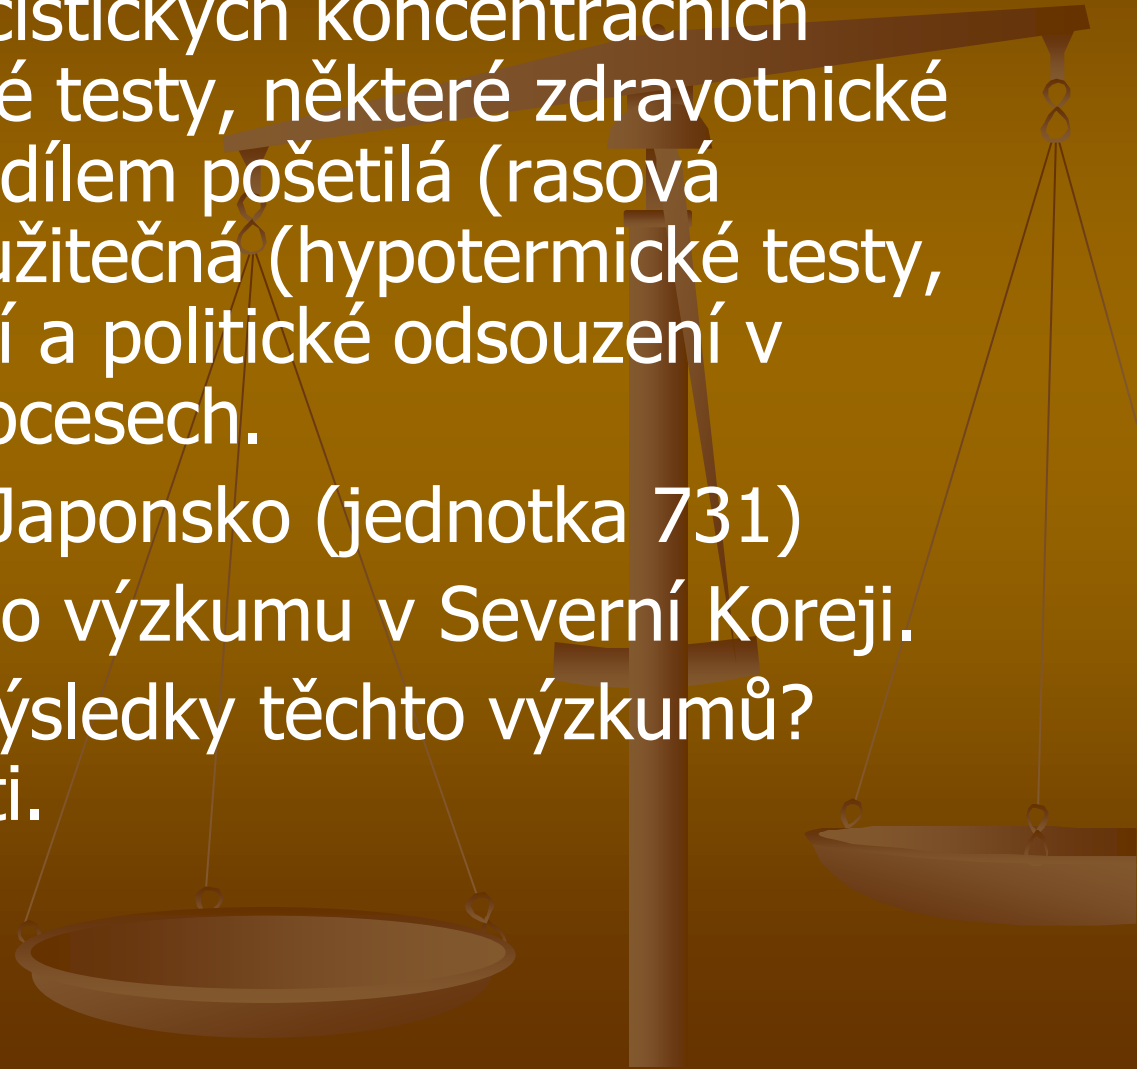 cistických koncentračních
é testy, některé zdravotnické
dílem pošetilá (rasová
užitečná (hypotermické testy,
í a politické odsouzení v
ocesech.
Japonsko (jednotka 731)
o výzkumu v Severní Koreji.
ýsledky těchto výzkumů?
ti.